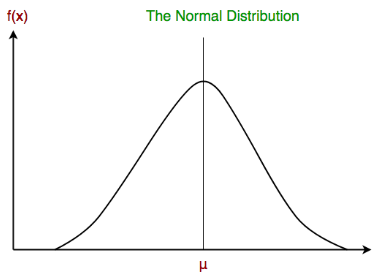 f(x)
The Normal Distribution
μ